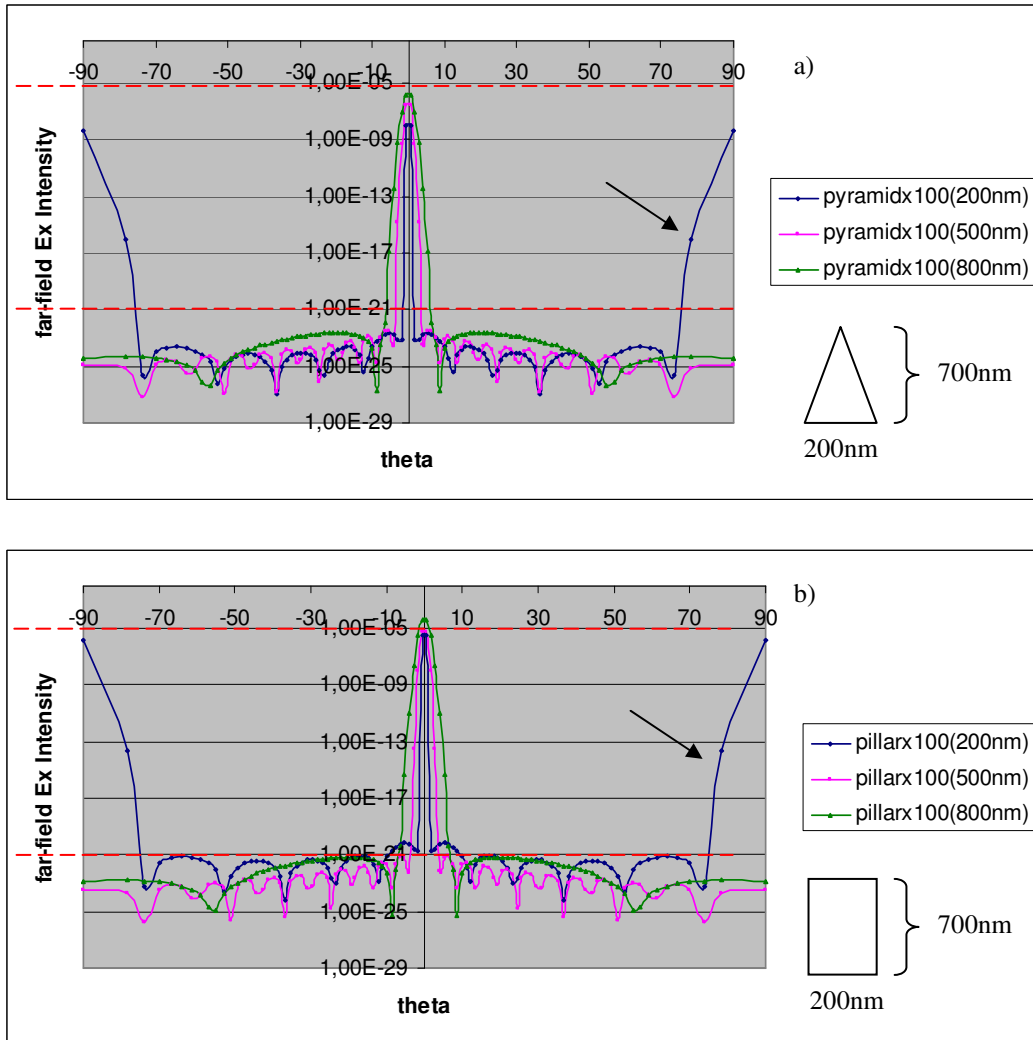 a)
-90 -70 -50 -30 -10 10 30 50 70 90
1,00E-05
1,00E-09
1,00E-13
1,00E-17
1,00E-21
1,00E-25
1,00E-29
far-field Ex Intensity
theta
pyramidx100(200nm)
pyramidx100(500nm)
pyramidx100(800nm)
700nm
200nm
b)
-90 -70 -50 -30 -10 10 30 50 70 90
1,00E-05
1,00E-09
1,00E-13
1,00E-17
1,00E-21
1,00E-25
1,00E-29
far-field Ex Intensity
theta
pillarx100(200nm)
pillarx100(500nm)
pillarx100(800nm)
700nm
200nm